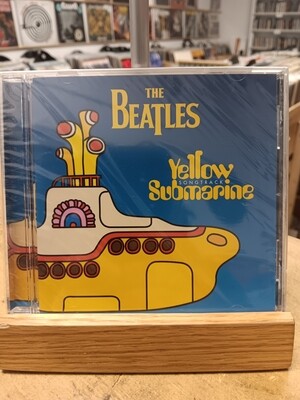 THE
BEATLES
Yellow
SONGTRACK
Submarine